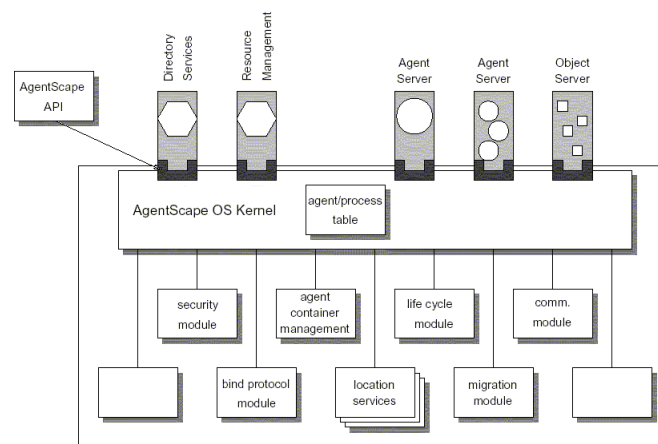 Directory
Services
Resource
Management
Agent
Server
Agent
Server
Object
Server
AgentScape
API
AgentScape OS Kernel
agent/process
table
security
module
agent
container
management
life cycle
module
comm.
module
bind protocol
module
location
services
migration
module